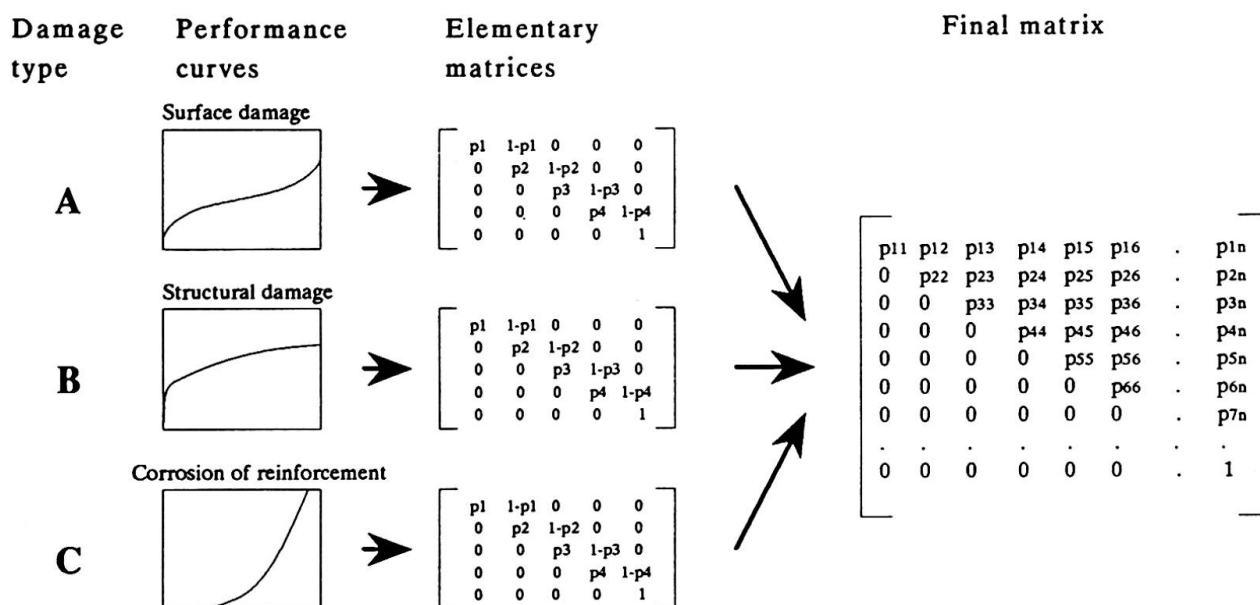 Damage type
Performance curves
Elementary matrices
Final matrix
A
Surface damage
p1 1-p1 0 0 0
0 p2 1-p2 0 0
0 0 p3 1-p3 0
0 0 0 p4 1-p4
0 0 0 0 1
B
Structural damage
p1 1-p1 0 0 0
0 p2 1-p2 0 0
0 0 p3 1-p3 0
0 0 0 p4 1-p4
0 0 0 0 1
C
Corrosion of reinforcement
p1 1-p1 0 0 0
0 p2 1-p2 0 0
0 0 p3 1-p3 0
0 0 0 p4 1-p4
0 0 0 0 1
p11 p12 p13 p14 p15 p16 . p1n
0 p22 p23 p24 p25 p26 . p2n
0 0 p33 p34 p35 p36 . p3n
0 0 0 p44 p45 p46 . p4n
0 0 0 0 p55 p56 . p5n
0 0 0 0 0 p66 . p6n
0 0 0 0 0 0 . p7n
. . . . . . . .
0 0 0 0 0 0 . 1